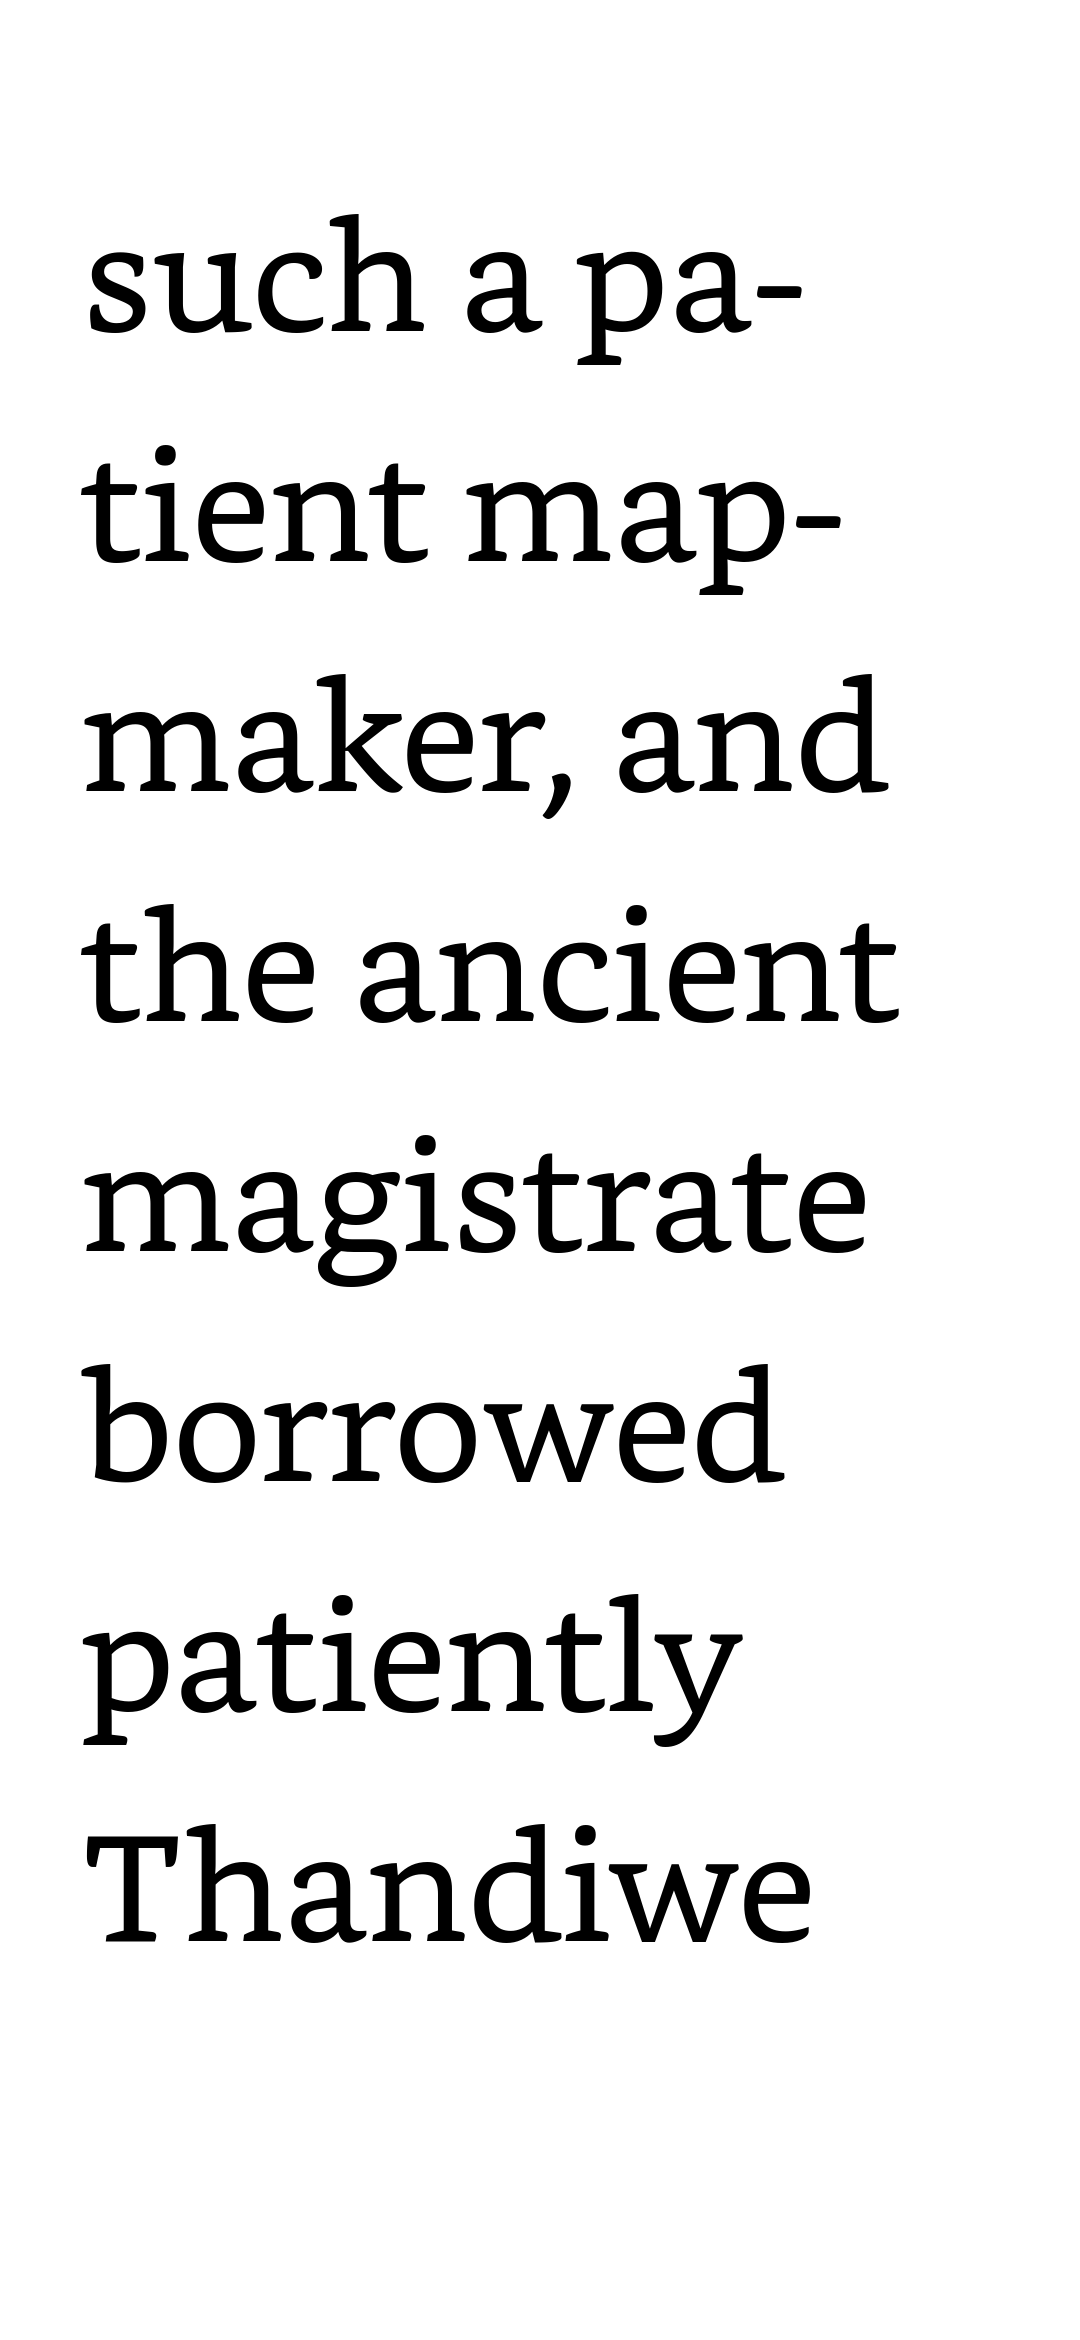 such a pa-
tient map-
maker, and
the ancient
magistrate
borrowed
patiently
Thandiwe